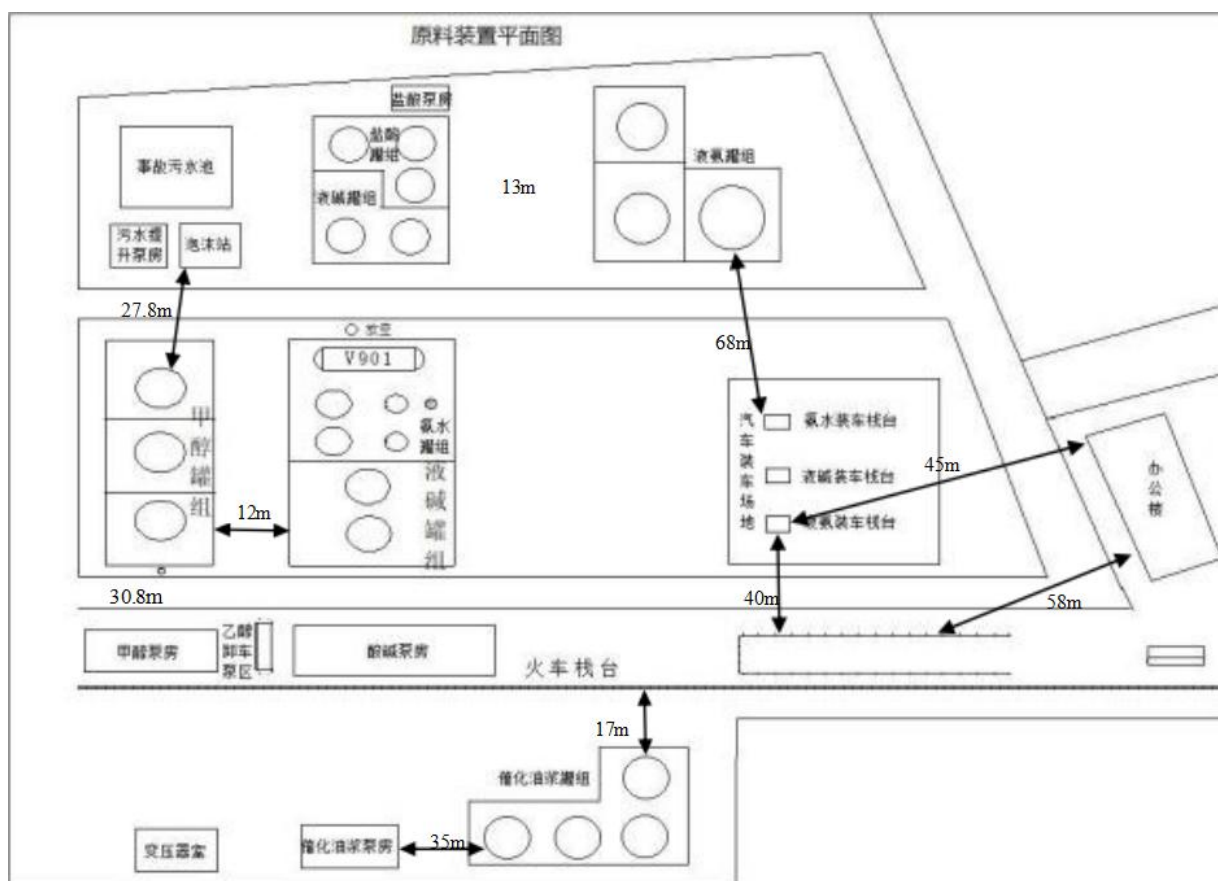 原料装置平面图
盐酸泵房
盐酸
罐组
液氨罐组
事故污水池
液碱罐组
13m
污水提
升泵房
泡沫站
27.8m
放空
V901
68m
甲醇罐组
氨水
罐组
液碱罐组
12m
汽车装车场地
氨水装车栈台
液碱装车栈台
液氨装车栈台
45m
办公楼
30.8m
40m
58m
甲醇泵房
乙醇
卸车
泵区
酸碱泵房
火车栈台
17m
催化油浆罐组
变压器室
催化油浆泵房
35m